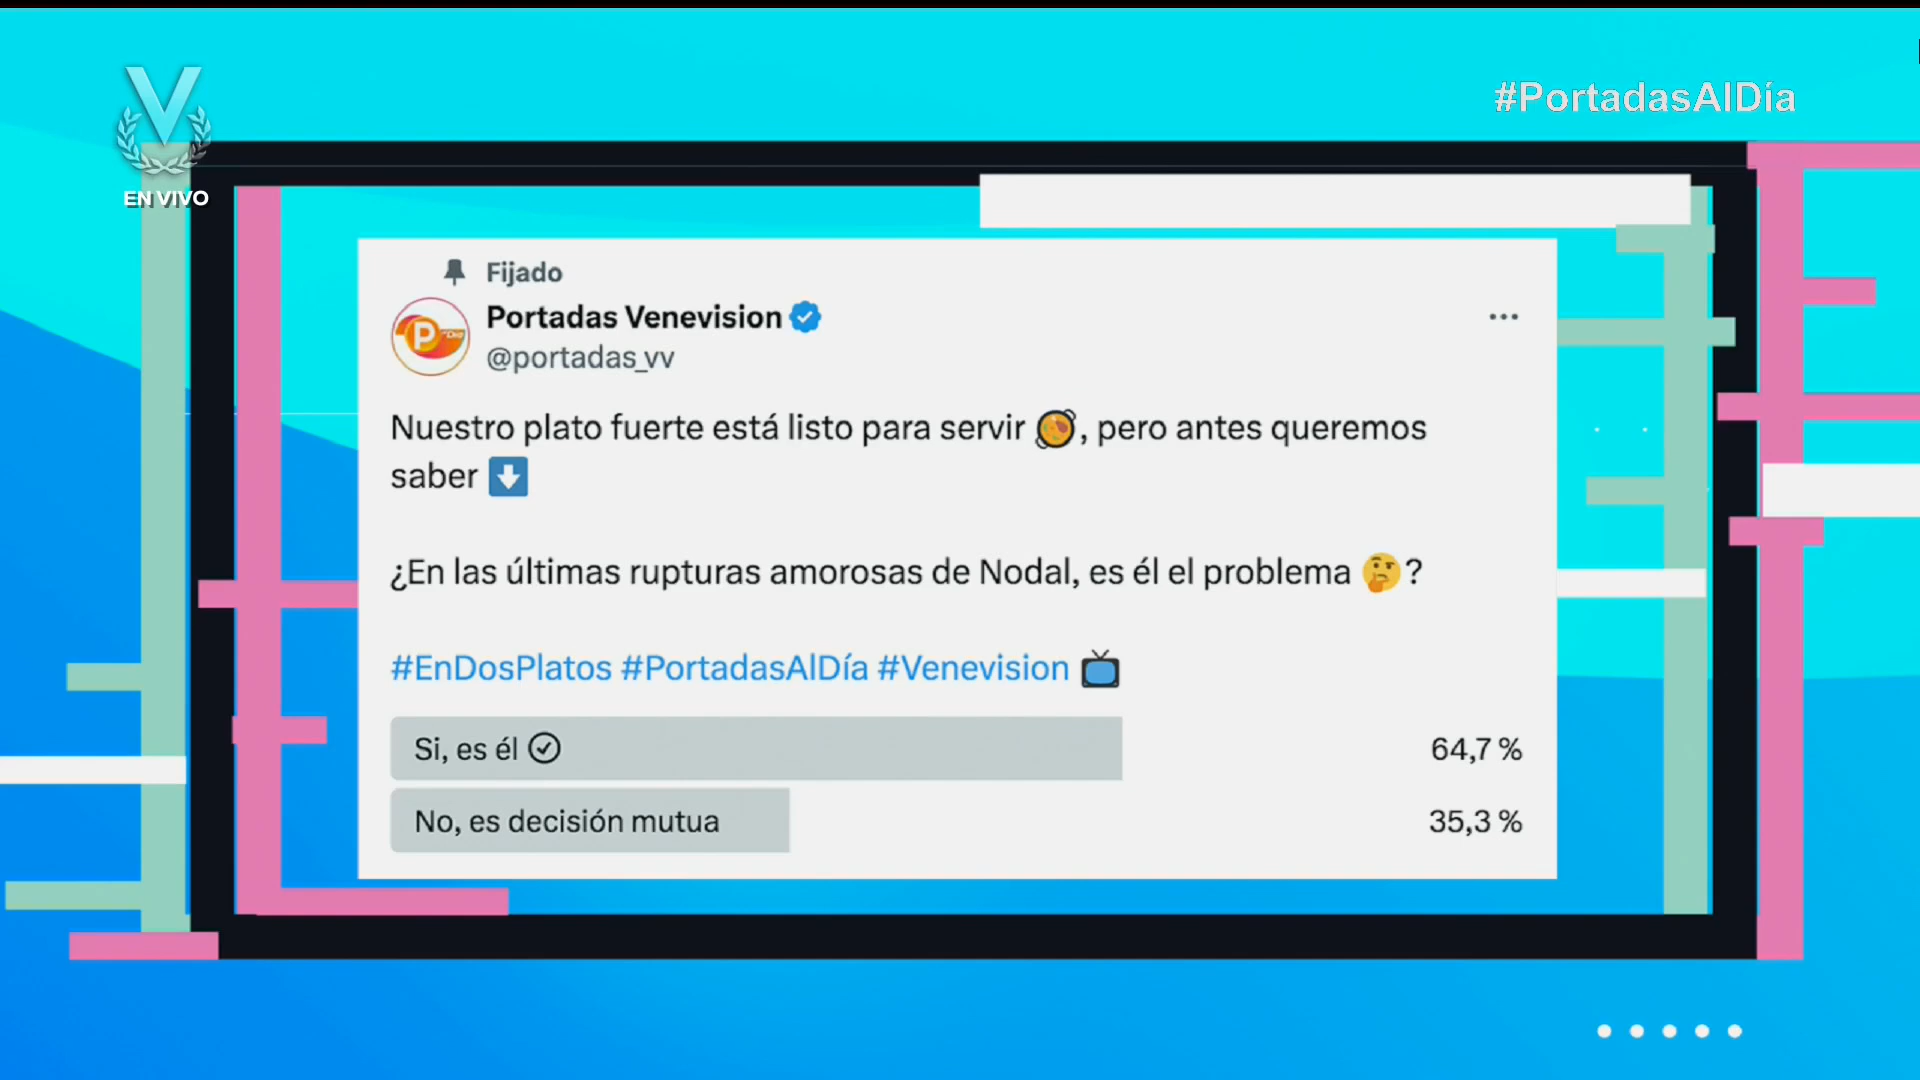 V
EN VIVO
#PortadasAlDía
Fijado
P
Portadas Venevision
@portadas_vv
Nuestro plato fuerte está listo para servir 🥘, pero antes queremos
saber ⬇️
¿En las últimas rupturas amorosas de Nodal, es él el problema 🤔?
#EnDosPlatos #PortadasAlDía #Venevision 📺
Si, es él
64,7 %
No, es decisión mutua
35,3 %